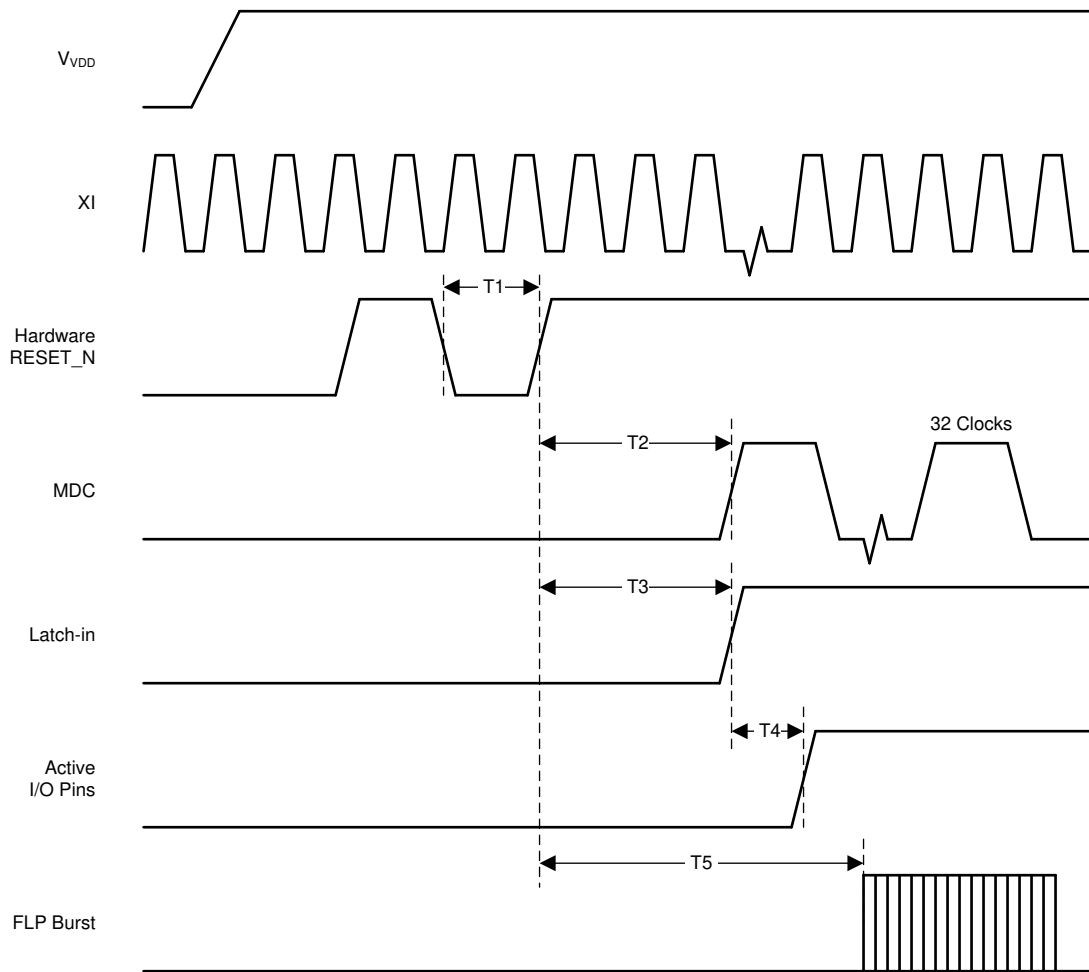 VVDD
XI
T1
Hardware
RESET_N
32 Clocks
T2
MDC
T3
Latch-in
T4
Active
I/O Pins
T5
FLP Burst